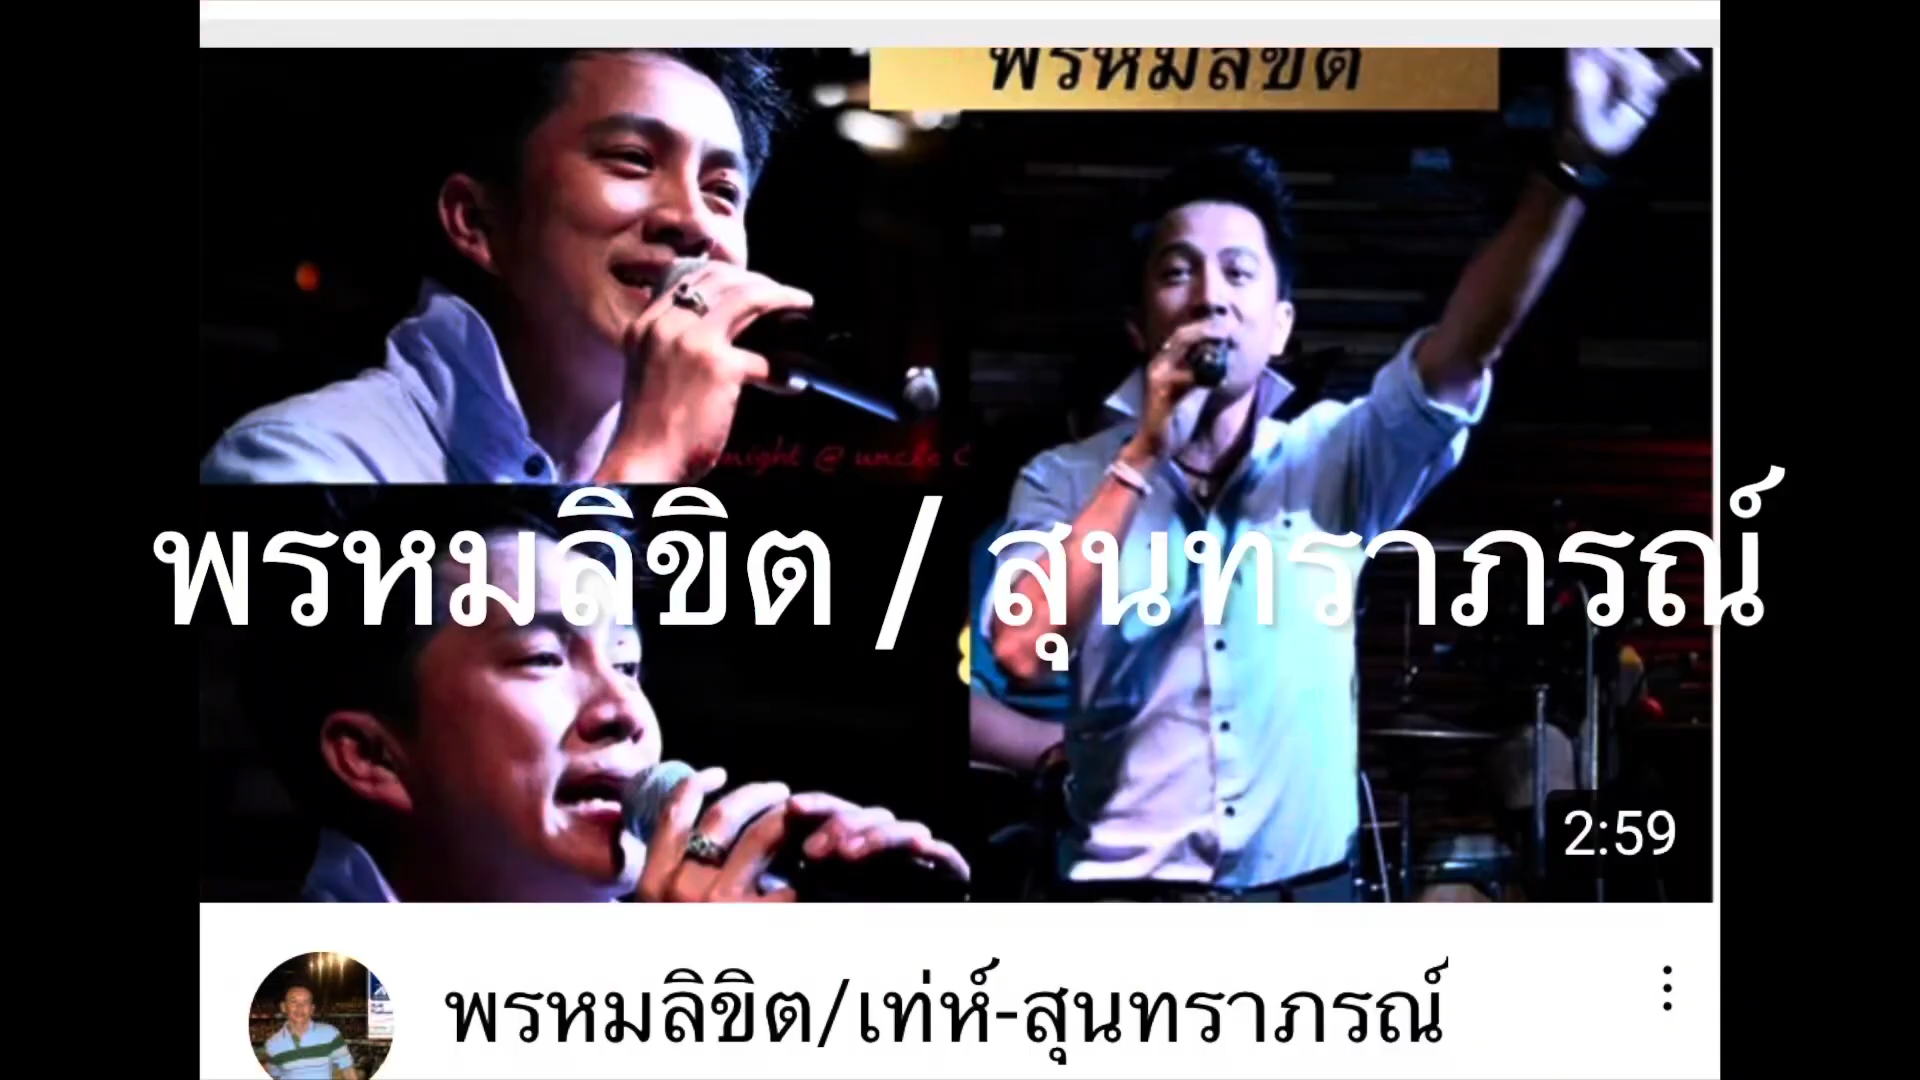 พรหมลิขิต
night @ uncle C
พรหมลิขิต / สุนทราภรณ์
2:59
พรหมลิขิต/เท่ห์-สุนทราภรณ์